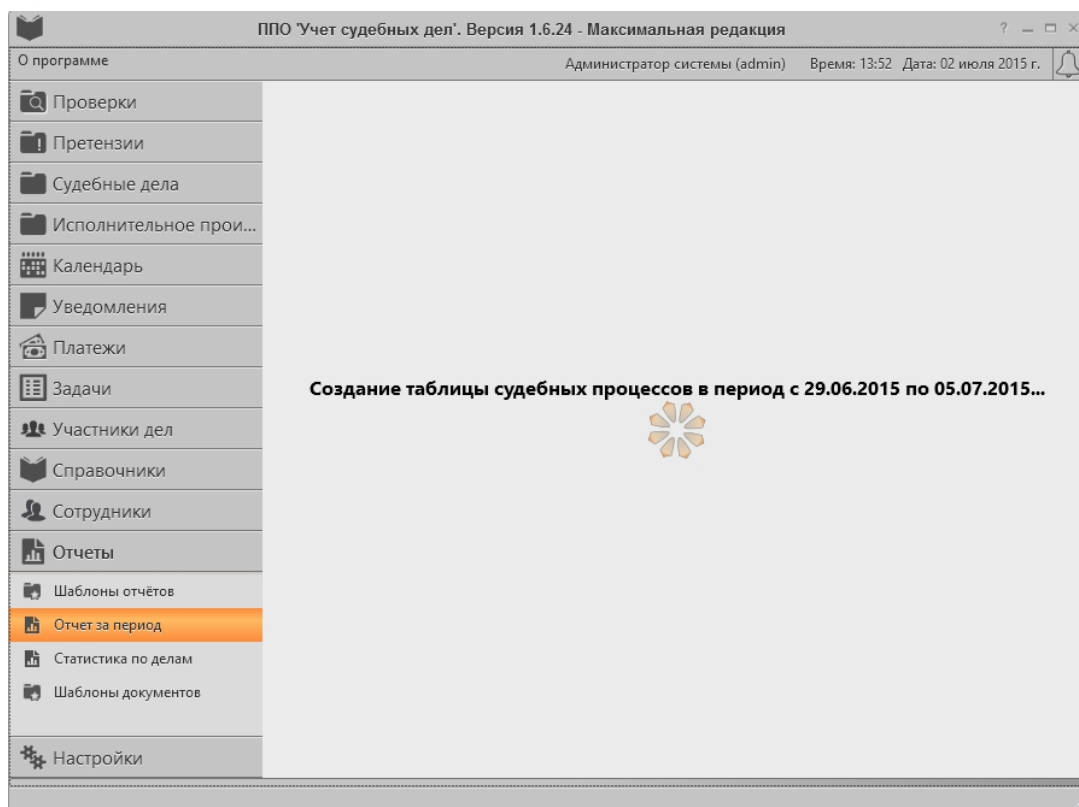 ППО 'Учет судебных дел'. Версия 1.6.24 - Максимальная редакция
О программе
Администратор системы (admin) Время: 13:52 Дата: 02 июля 2015 г.
Проверки
Претензии
Судебные дела
Исполнительное прои...
Календарь
Уведомления
Платежи
Задачи
Создание таблицы судебных процессов в период с 29.06.2015 по 05.07.2015...
Участники дел
Справочники
Сотрудники
Отчеты
Шаблоны отчётов
Отчет за период
Статистика по делам
Шаблоны документов
Настройки